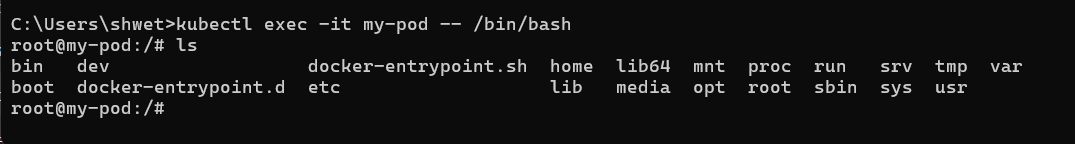 C:\Users\shwet>kubectl exec -it my-pod -- /bin/bash
root@my-pod:/# ls
bin   dev                  docker-entrypoint.sh  home  lib64  mnt  proc  run   srv  tmp  var
boot  docker-entrypoint.d  etc                   lib   media  opt  root  sbin  sys  usr
root@my-pod:/#